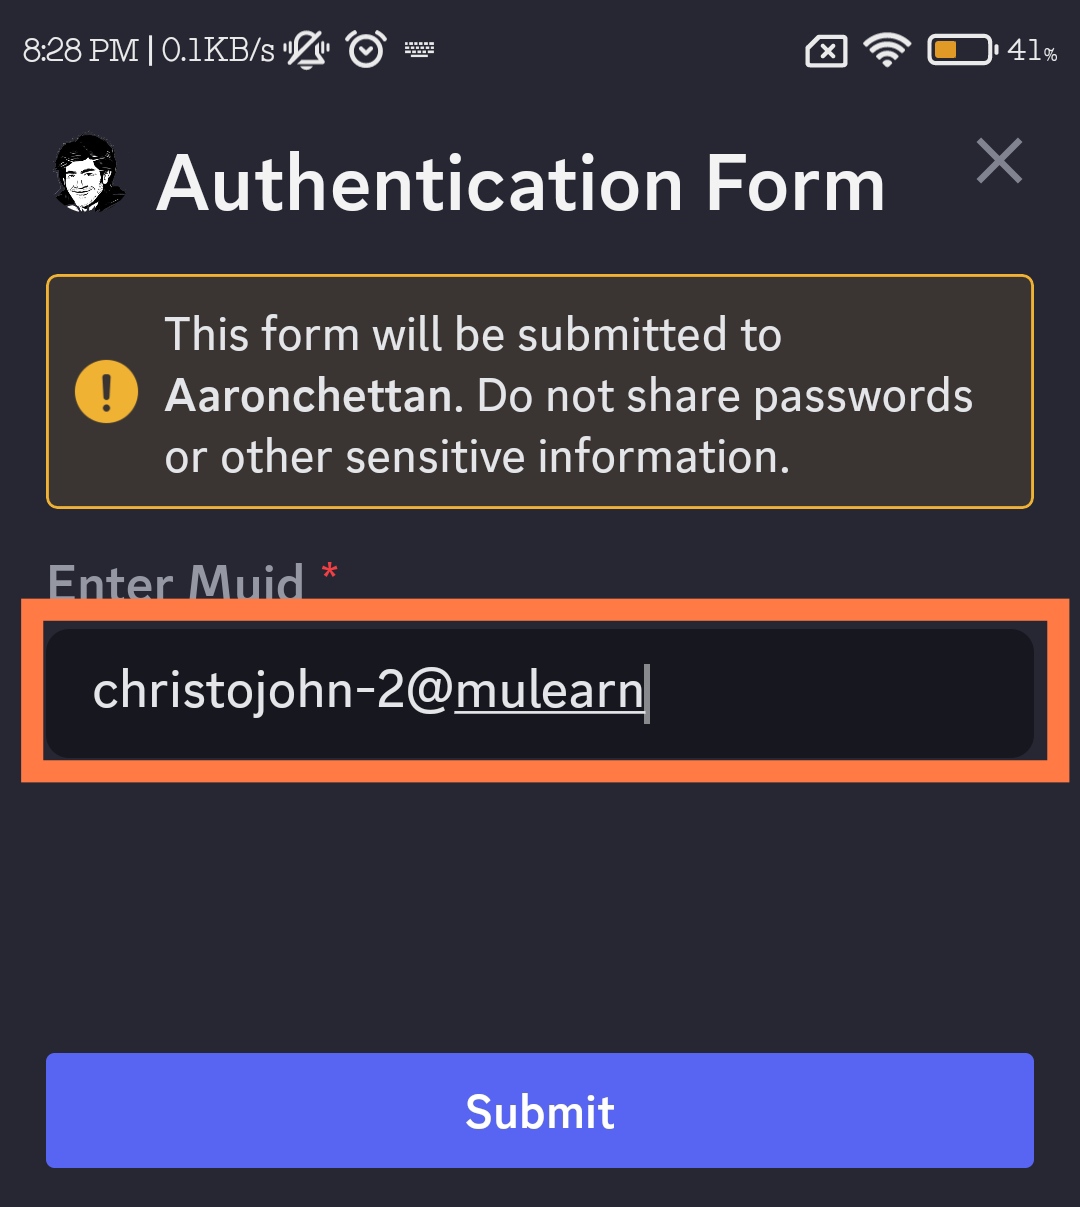 8:28 PM | 0.1KB/s 41%
Authentication Form
This form will be submitted to
Aaronchettan. Do not share passwords
or other sensitive information.
Enter Muid *
christojohn-2@mulearn
Submit